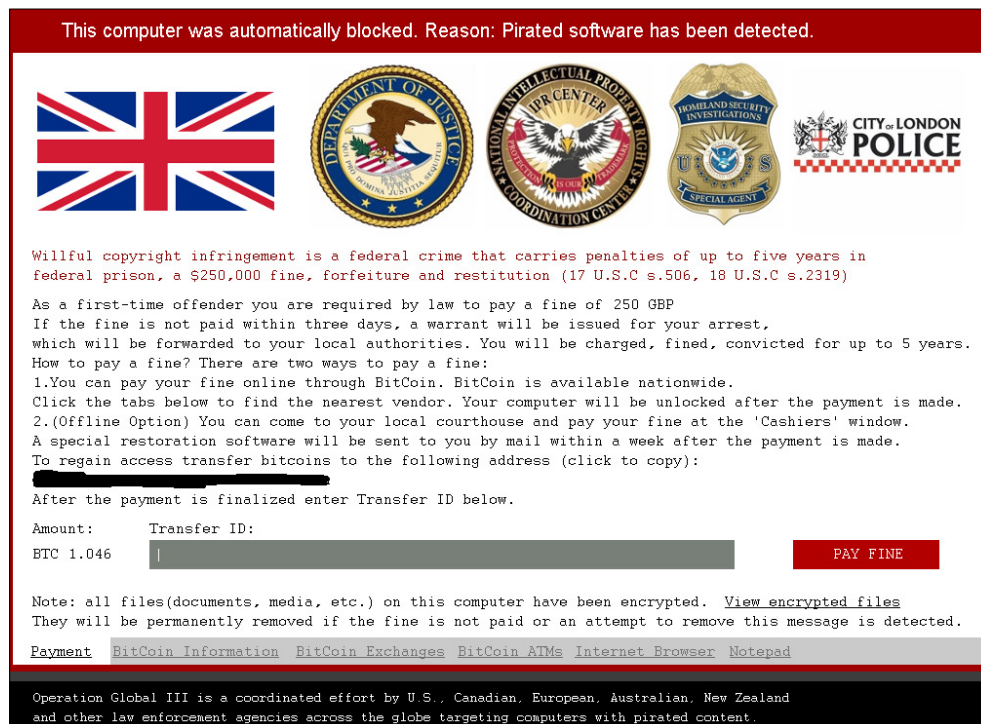 This computer was automatically blocked. Reason: Pirated software has been detected.
DEPARTMENT OF JUSTICE
QUI PRO DOMINA JUSTITIA SEQUITUR
NATIONAL INTELLECTUAL PROPERTY RIGHTS
IPR CENTER
PROTECTION IS OUR TRADEMARK
COORDINATION CENTER
HOMELAND SECURITY
INVESTIGATIONS
U S
SPECIAL AGENT
CITY of LONDON
POLICE
Willful copyright infringement is a federal crime that carries penalties of up to five years in
federal prison, a $250,000 fine, forfeiture and restitution (17 U.S.C s.506, 18 U.S.C s.2319)
As a first-time offender you are required by law to pay a fine of 250 GBP
If the fine is not paid within three days, a warrant will be issued for your arrest,
which will be forwarded to your local authorities. You will be charged, fined, convicted for up to 5 years.
How to pay a fine? There are two ways to pay a fine:
1.You can pay your fine online through BitCoin. BitCoin is available nationwide.
Click the tabs below to find the nearest vendor. Your computer will be unlocked after the payment is made.
2.(Offline Option) You can come to your local courthouse and pay your fine at the 'Cashiers' window.
A special restoration software will be sent to you by mail within a week after the payment is made.
To regain access transfer bitcoins to the following address (click to copy):
After the payment is finalized enter Transfer ID below.
Amount: Transfer ID:
BTC 1.046 PAY FINE
Note: all files(documents, media, etc.) on this computer have been encrypted. View encrypted files
They will be permanently removed if the fine is not paid or an attempt to remove this message is detected.
Payment BitCoin Information BitCoin Exchanges BitCoin ATMs Internet Browser Notepad
Operation Global III is a coordinated effort by U.S., Canadian, European, Australian, New Zealand
and other law enforcement agencies across the globe targeting computers with pirated content.